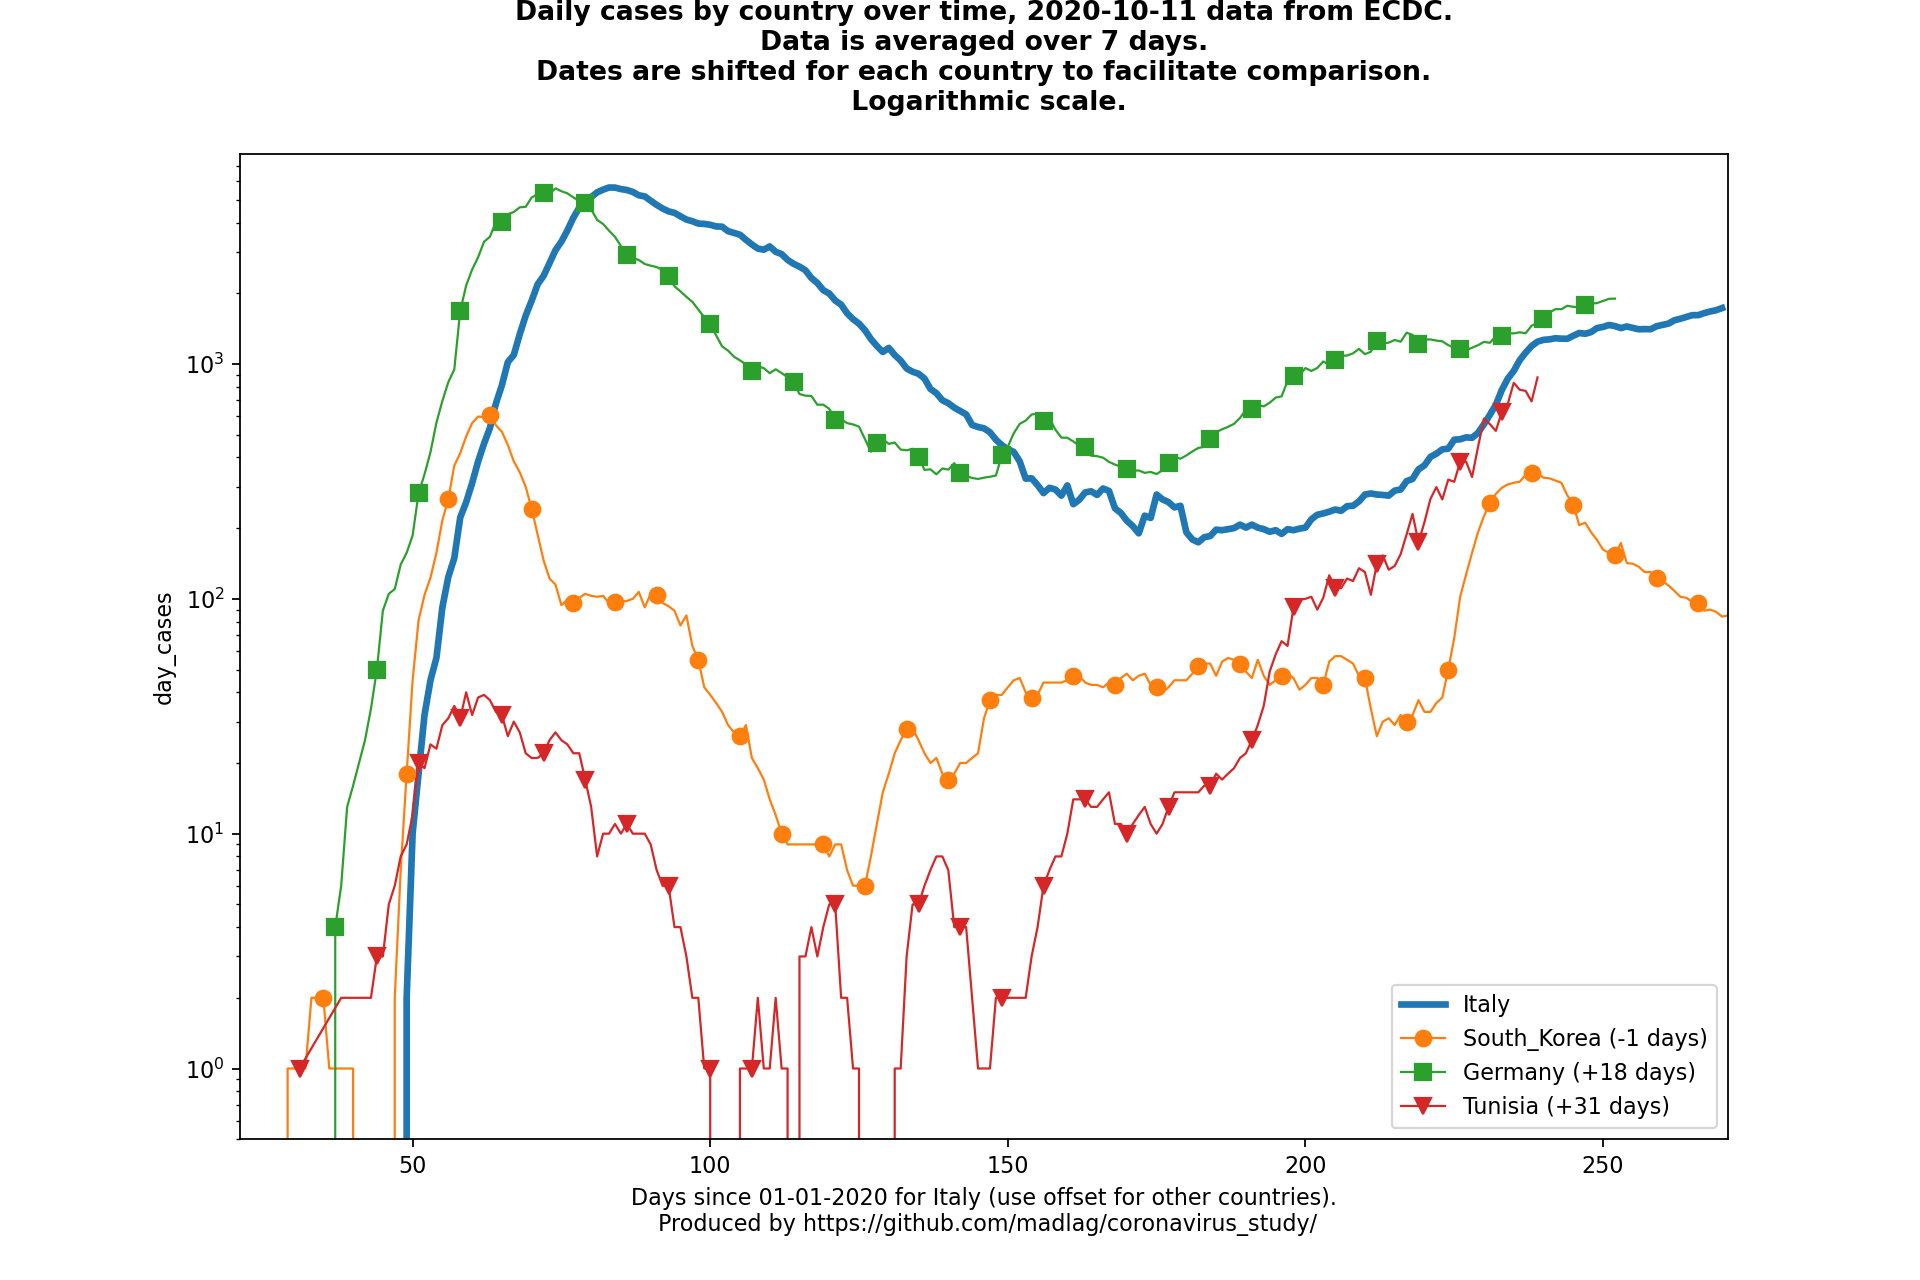 Daily cases by country over time, 2020-10-11 data from ECDC.
Data is averaged over 7 days.
Dates are shifted for each country to facilitate comparison.
Logarithmic scale.
day_cases
10³
10²
10¹
10⁰
50 100 150 200 250
Italy
South_Korea (-1 days)
Germany (+18 days)
Tunisia (+31 days)
Days since 01-01-2020 for Italy (use offset for other countries).
Produced by https://github.com/madlag/coronavirus_study/